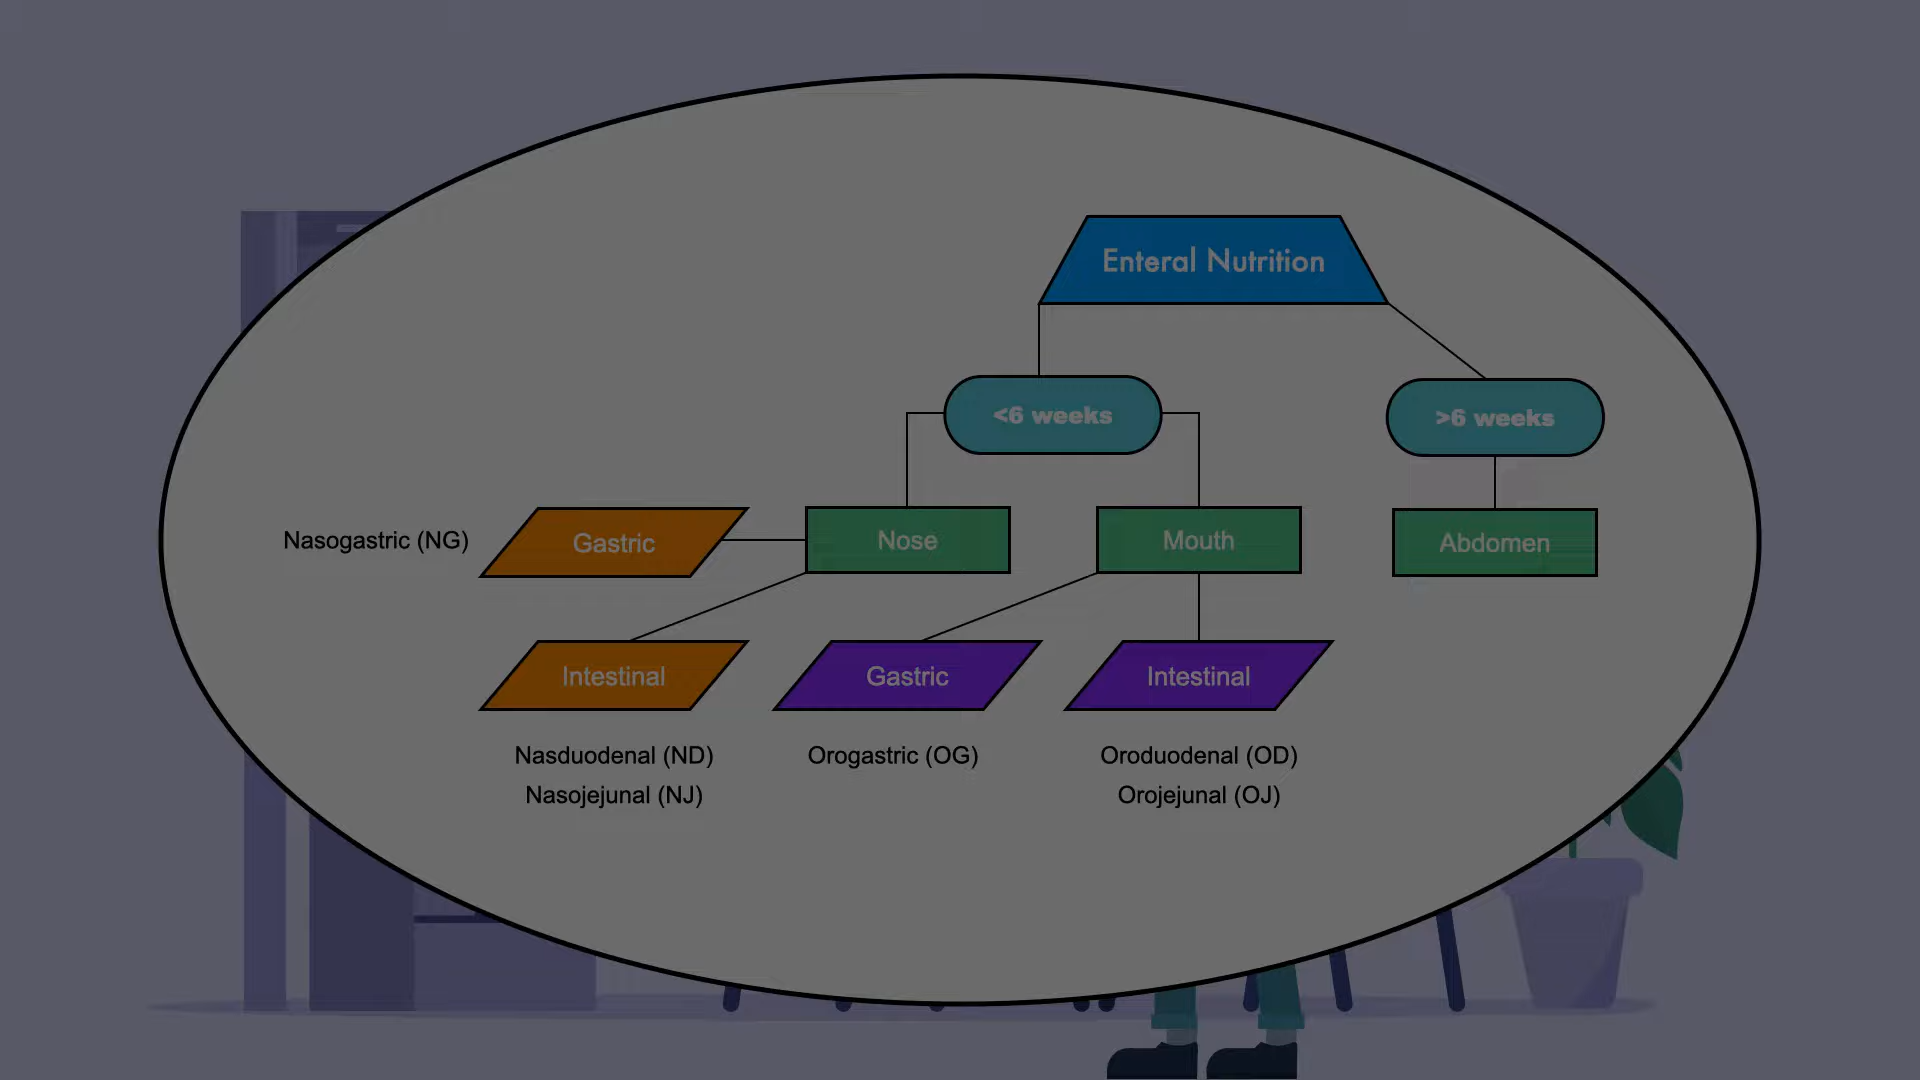 Enteral Nutrition
<6 weeks
>6 weeks
Nasogastric (NG)
Gastric
Nose
Mouth
Abdomen
Intestinal
Gastric
Intestinal
Nasduodenal (ND)
Nasojejunal (NJ)
Orogastric (OG)
Oroduodenal (OD)
Orojejunal (OJ)